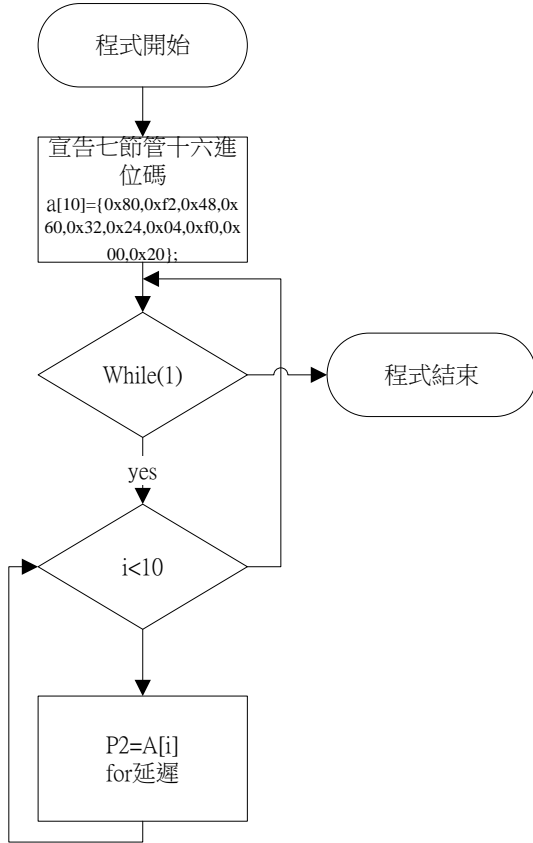 程式開始
宣告七節管十六進
位碼
a[10]={0x80,0xf2,0x48,0x
60,0x32,0x24,0x04,0xf0,0x
00,0x20};
While(1)
程式結束
yes
i<10
P2=A[i]
for延遲